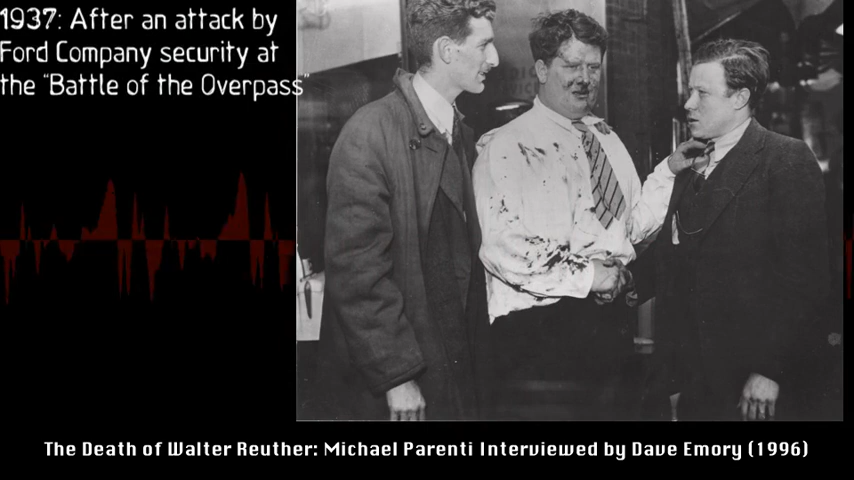 1937: After an attack by
Ford Company security at
the "Battle of the Overpass"
The Death of Walter Reuther: Michael Parenti Interviewed by Dave Emory (1996)